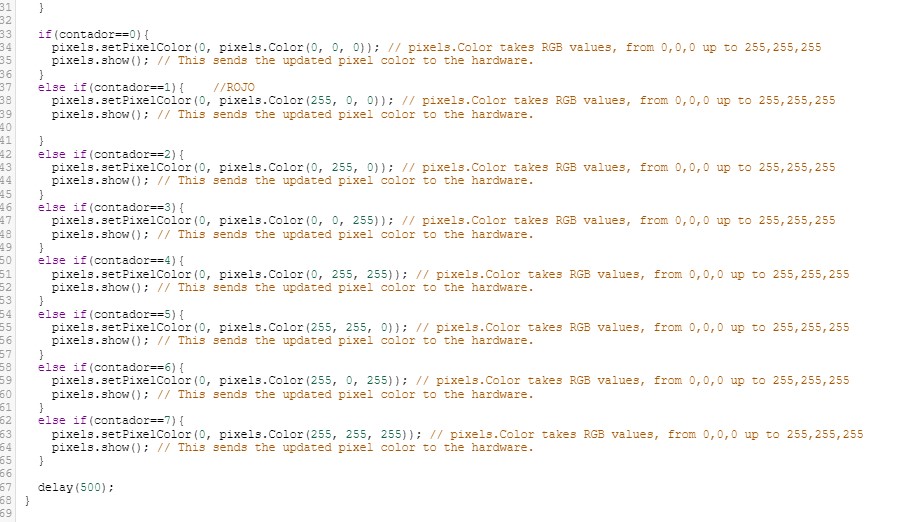 31 }
32
33 if(contador==0){
34 pixels.setPixelColor(0, pixels.Color(0, 0, 0)); // pixels.Color takes RGB values, from 0,0,0 up to 255,255,255
35 pixels.show(); // This sends the updated pixel color to the hardware.
36 }
37 else if(contador==1){ //ROJO
38 pixels.setPixelColor(0, pixels.Color(255, 0, 0)); // pixels.Color takes RGB values, from 0,0,0 up to 255,255,255
39 pixels.show(); // This sends the updated pixel color to the hardware.
40
41 }
42 else if(contador==2){
43 pixels.setPixelColor(0, pixels.Color(0, 255, 0)); // pixels.Color takes RGB values, from 0,0,0 up to 255,255,255
44 pixels.show(); // This sends the updated pixel color to the hardware.
45 }
46 else if(contador==3){
47 pixels.setPixelColor(0, pixels.Color(0, 0, 255)); // pixels.Color takes RGB values, from 0,0,0 up to 255,255,255
48 pixels.show(); // This sends the updated pixel color to the hardware.
49 }
50 else if(contador==4){
51 pixels.setPixelColor(0, pixels.Color(0, 255, 255)); // pixels.Color takes RGB values, from 0,0,0 up to 255,255,255
52 pixels.show(); // This sends the updated pixel color to the hardware.
53 }
54 else if(contador==5){
55 pixels.setPixelColor(0, pixels.Color(255, 255, 0)); // pixels.Color takes RGB values, from 0,0,0 up to 255,255,255
56 pixels.show(); // This sends the updated pixel color to the hardware.
57 }
58 else if(contador==6){
59 pixels.setPixelColor(0, pixels.Color(255, 0, 255)); // pixels.Color takes RGB values, from 0,0,0 up to 255,255,255
60 pixels.show(); // This sends the updated pixel color to the hardware.
61 }
62 else if(contador==7){
63 pixels.setPixelColor(0, pixels.Color(255, 255, 255)); // pixels.Color takes RGB values, from 0,0,0 up to 255,255,255
64 pixels.show(); // This sends the updated pixel color to the hardware.
65 }
66
67 delay(500);
68 }
69